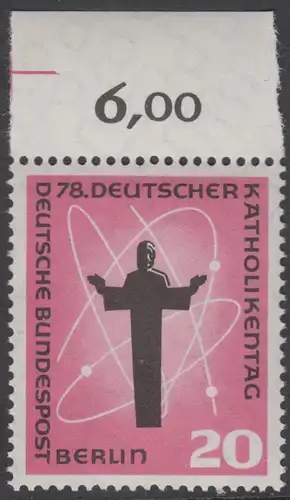 6,00
78. DEUTSCHER
KATHOLIKENTAG
DEUTSCHE BUNDESPOST
BERLIN
20